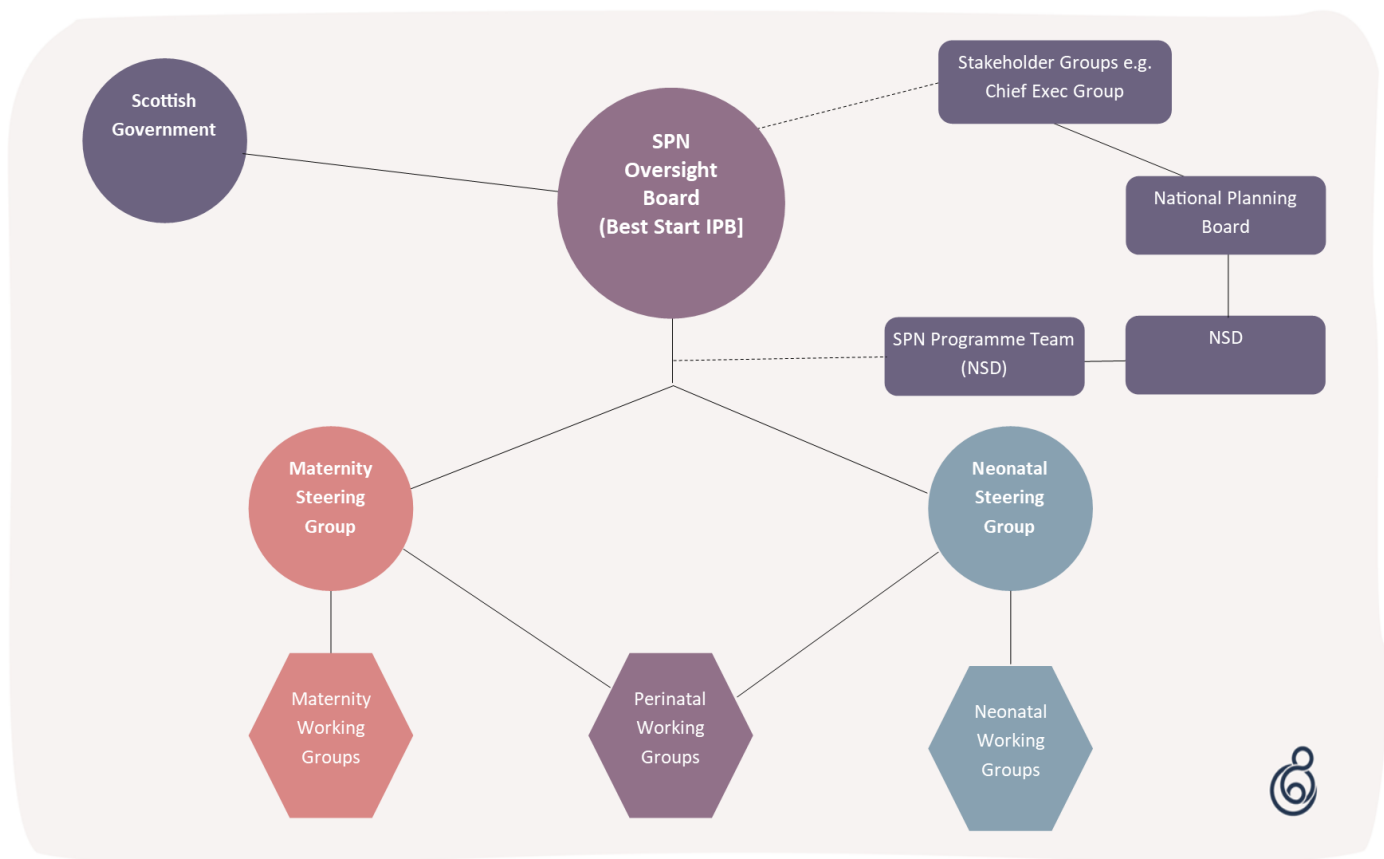 Scottish
Government
SPN
Oversight
Board
(Best Start IPB]
Stakeholder Groups e.g.
Chief Exec Group
National Planning
Board
SPN Programme Team
(NSD)
NSD
Maternity
Steering
Group
Neonatal
Steering
Group
Maternity
Working
Groups
Perinatal
Working
Groups
Neonatal
Working
Groups